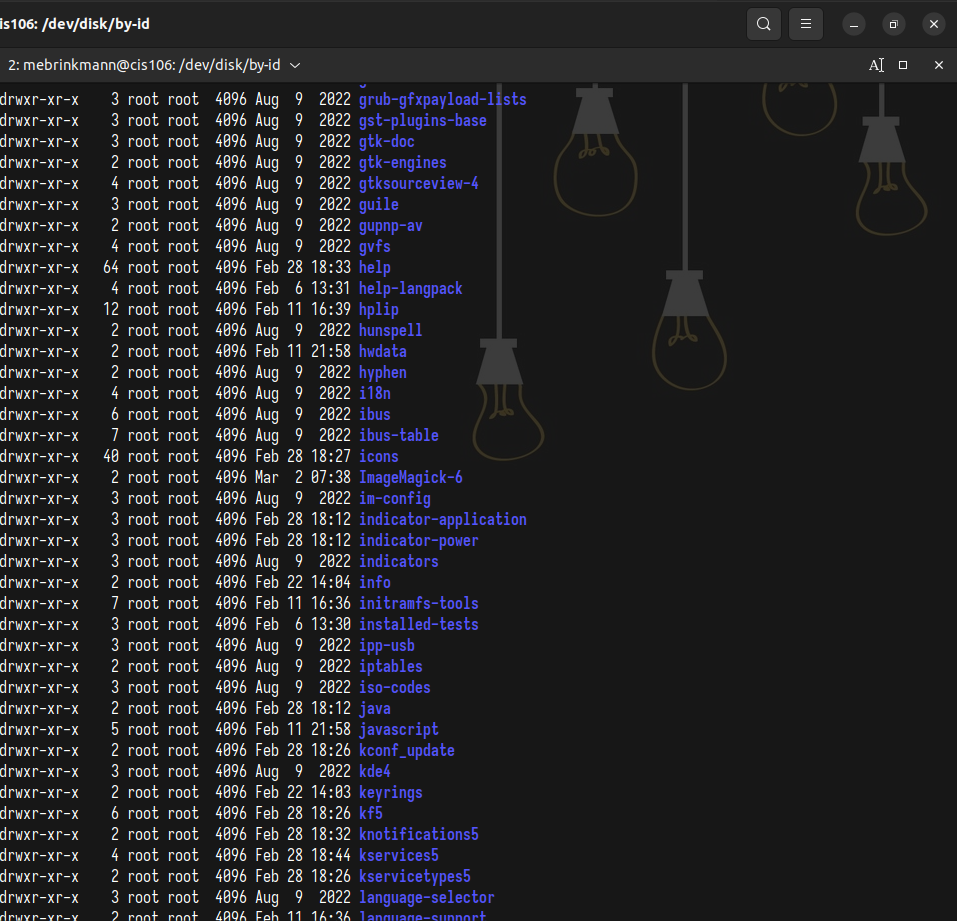 is106: /dev/disk/by-id
2: mebrinkmann@cis106: /dev/disk/by-id
drwxr-xr-x 3 root root 4096 Aug 9 2022 grub-gfxpayload-lists
drwxr-xr-x 3 root root 4096 Aug 9 2022 gst-plugins-base
drwxr-xr-x 3 root root 4096 Aug 9 2022 gtk-doc
drwxr-xr-x 2 root root 4096 Aug 9 2022 gtk-engines
drwxr-xr-x 4 root root 4096 Aug 9 2022 gtksourceview-4
drwxr-xr-x 3 root root 4096 Aug 9 2022 guile
drwxr-xr-x 2 root root 4096 Aug 9 2022 gupnp-av
drwxr-xr-x 4 root root 4096 Aug 9 2022 gvfs
drwxr-xr-x 64 root root 4096 Feb 28 18:33 help
drwxr-xr-x 4 root root 4096 Feb 6 13:31 help-langpack
drwxr-xr-x 12 root root 4096 Feb 11 16:39 hplip
drwxr-xr-x 2 root root 4096 Aug 9 2022 hunspell
drwxr-xr-x 2 root root 4096 Feb 11 21:58 hwdata
drwxr-xr-x 2 root root 4096 Aug 9 2022 hyphen
drwxr-xr-x 4 root root 4096 Aug 9 2022 i18n
drwxr-xr-x 6 root root 4096 Aug 9 2022 ibus
drwxr-xr-x 7 root root 4096 Aug 9 2022 ibus-table
drwxr-xr-x 40 root root 4096 Feb 28 18:27 icons
drwxr-xr-x 2 root root 4096 Mar 2 07:38 ImageMagick-6
drwxr-xr-x 3 root root 4096 Aug 9 2022 im-config
drwxr-xr-x 3 root root 4096 Feb 28 18:12 indicator-application
drwxr-xr-x 3 root root 4096 Feb 28 18:12 indicator-power
drwxr-xr-x 3 root root 4096 Aug 9 2022 indicators
drwxr-xr-x 2 root root 4096 Feb 22 14:04 info
drwxr-xr-x 7 root root 4096 Feb 11 16:36 initramfs-tools
drwxr-xr-x 3 root root 4096 Feb 6 13:30 installed-tests
drwxr-xr-x 3 root root 4096 Aug 9 2022 ipp-usb
drwxr-xr-x 2 root root 4096 Aug 9 2022 iptables
drwxr-xr-x 3 root root 4096 Aug 9 2022 iso-codes
drwxr-xr-x 2 root root 4096 Feb 28 18:12 java
drwxr-xr-x 5 root root 4096 Feb 11 21:58 javascript
drwxr-xr-x 2 root root 4096 Feb 28 18:26 kconf_update
drwxr-xr-x 3 root root 4096 Aug 9 2022 kde4
drwxr-xr-x 2 root root 4096 Feb 22 14:03 keyrings
drwxr-xr-x 6 root root 4096 Feb 28 18:26 kf5
drwxr-xr-x 2 root root 4096 Feb 28 18:32 knotifications5
drwxr-xr-x 4 root root 4096 Feb 28 18:44 kservices5
drwxr-xr-x 2 root root 4096 Feb 28 18:26 kservicetypes5
drwxr-xr-x 3 root root 4096 Aug 9 2022 language-selector
drwxr-xr-x 2 root root 4096 Feb 11 16:36 language-support